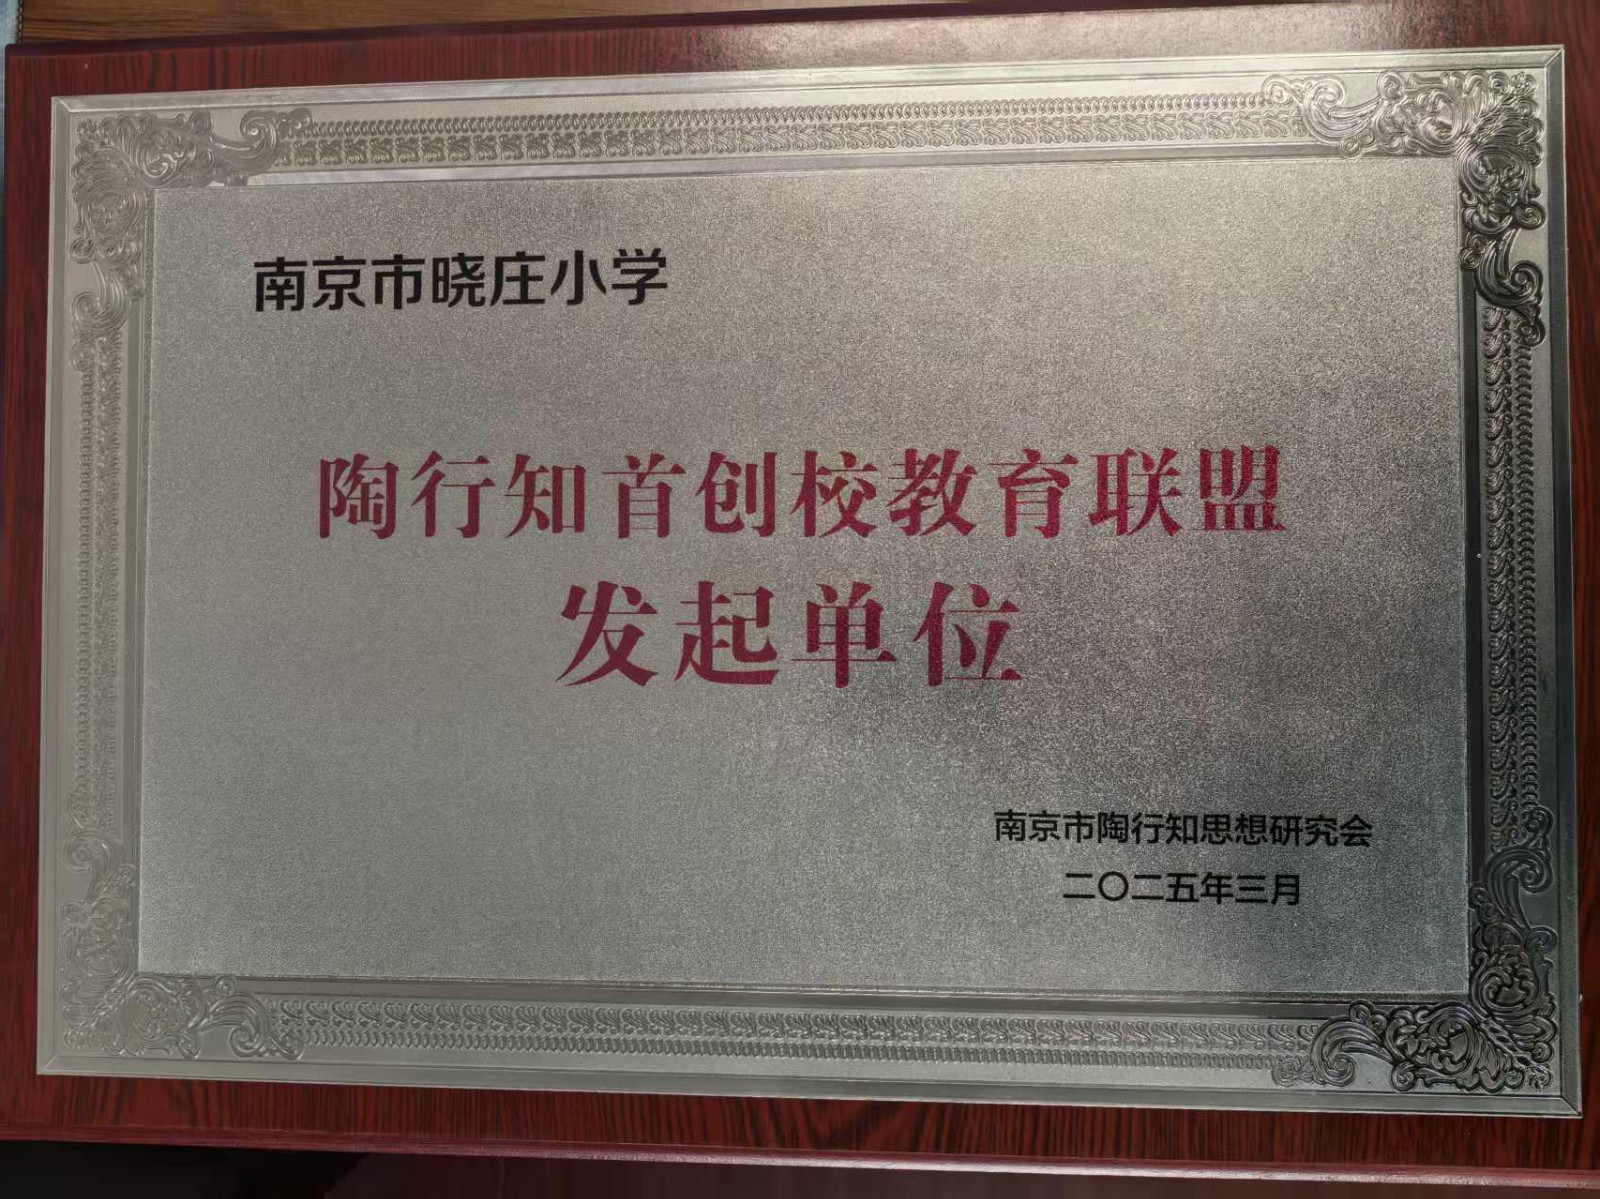 南京市晓庄小学
陶行知首创校教育联盟
发起单位
南京市陶行知思想研究会
二〇二五年三月